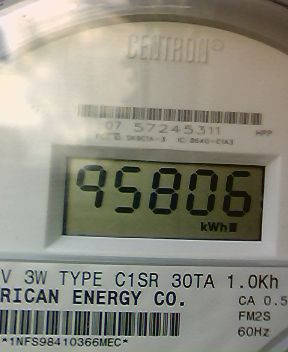 CENTRON®
07 57245311
HPP
95806
kWh
V 3W TYPE C1SR 30TA 1.0Kh
RICAN ENERGY CO.
CA 0.5
FM2S
60Hz
*1NFS98410366MEC*